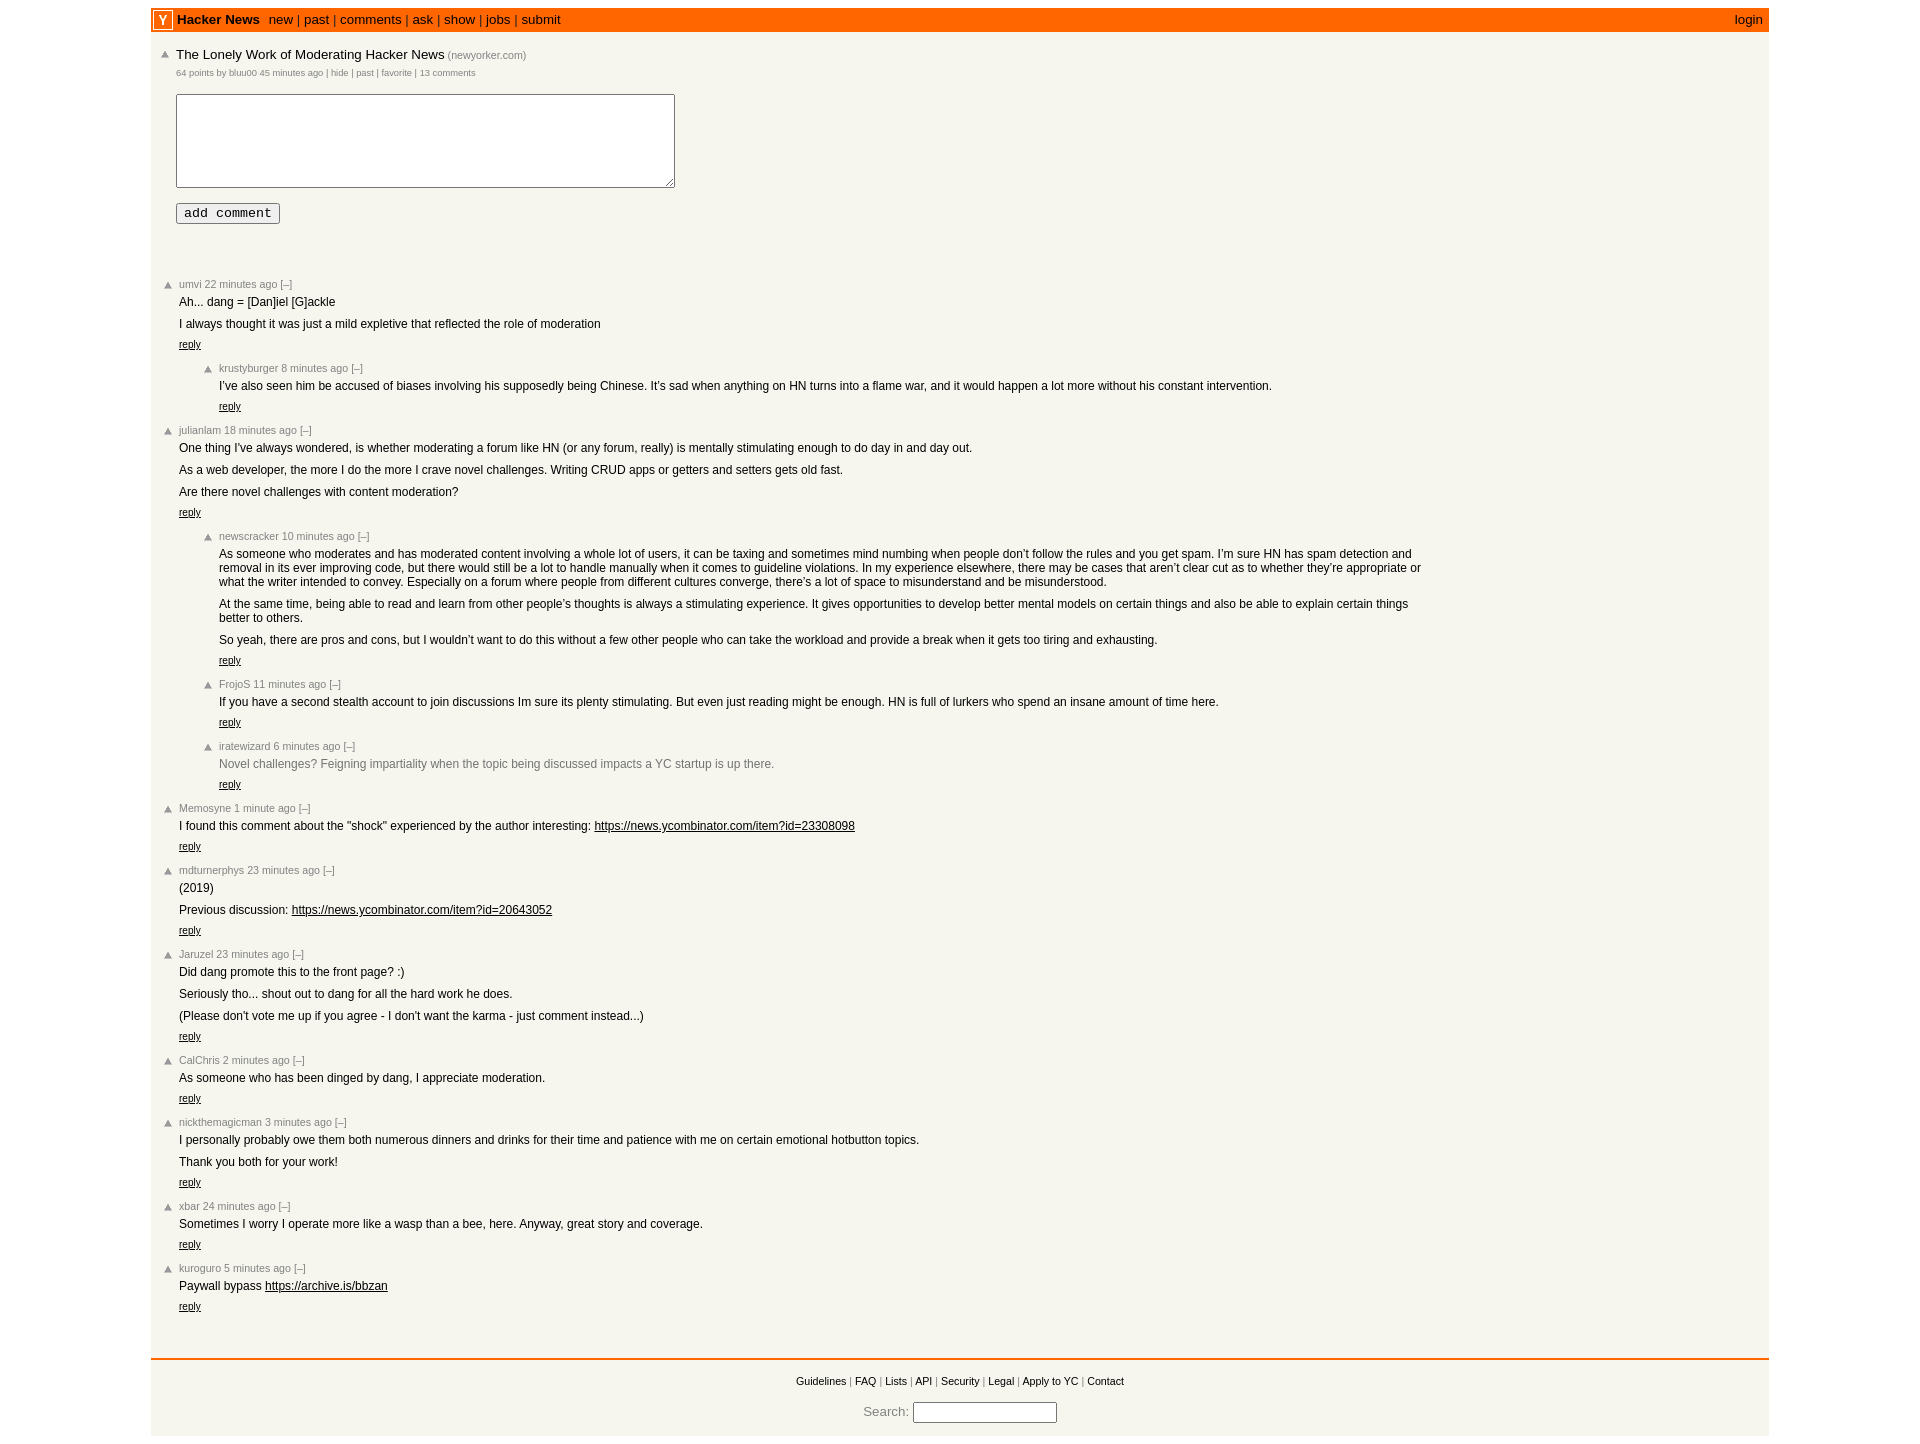 Y Hacker News new | past | comments | ask | show | jobs | submit login
The Lonely Work of Moderating Hacker News (newyorker.com)
64 points by bluu00 45 minutes ago | hide | past | favorite | 13 comments
add comment
umvi 22 minutes ago [–]
Ah... dang = [Dan]iel [G]ackle
I always thought it was just a mild expletive that reflected the role of moderation
reply
krustyburger 8 minutes ago [–]
I’ve also seen him be accused of biases involving his supposedly being Chinese. It’s sad when anything on HN turns into a flame war, and it would happen a lot more without his constant intervention.
reply
julianlam 18 minutes ago [–]
One thing I've always wondered, is whether moderating a forum like HN (or any forum, really) is mentally stimulating enough to do day in and day out.
As a web developer, the more I do the more I crave novel challenges. Writing CRUD apps or getters and setters gets old fast.
Are there novel challenges with content moderation?
reply
newscracker 10 minutes ago [–]
As someone who moderates and has moderated content involving a whole lot of users, it can be taxing and sometimes mind numbing when people don’t follow the rules and you get spam. I’m sure HN has spam detection and
removal in its ever improving code, but there would still be a lot to handle manually when it comes to guideline violations. In my experience elsewhere, there may be cases that aren’t clear cut as to whether they’re appropriate or
what the writer intended to convey. Especially on a forum where people from different cultures converge, there’s a lot of space to misunderstand and be misunderstood.
At the same time, being able to read and learn from other people’s thoughts is always a stimulating experience. It gives opportunities to develop better mental models on certain things and also be able to explain certain things
better to others.
So yeah, there are pros and cons, but I wouldn’t want to do this without a few other people who can take the workload and provide a break when it gets too tiring and exhausting.
reply
FrojoS 11 minutes ago [–]
If you have a second stealth account to join discussions Im sure its plenty stimulating. But even just reading might be enough. HN is full of lurkers who spend an insane amount of time here.
reply
iratewizard 6 minutes ago [–]
Novel challenges? Feigning impartiality when the topic being discussed impacts a YC startup is up there.
reply
Memosyne 1 minute ago [–]
I found this comment about the "shock" experienced by the author interesting: https://news.ycombinator.com/item?id=23308098
reply
mdturnerphys 23 minutes ago [–]
(2019)
Previous discussion: https://news.ycombinator.com/item?id=20643052
reply
Jaruzel 23 minutes ago [–]
Did dang promote this to the front page? :)
Seriously tho... shout out to dang for all the hard work he does.
(Please don't vote me up if you agree - I don't want the karma - just comment instead...)
reply
CalChris 2 minutes ago [–]
As someone who has been dinged by dang, I appreciate moderation.
reply
nickthemagicman 3 minutes ago [–]
I personally probably owe them both numerous dinners and drinks for their time and patience with me on certain emotional hotbutton topics.
Thank you both for your work!
reply
xbar 24 minutes ago [–]
Sometimes I worry I operate more like a wasp than a bee, here. Anyway, great story and coverage.
reply
kuroguro 5 minutes ago [–]
Paywall bypass https://archive.is/bbzan
reply
Guidelines | FAQ | Lists | API | Security | Legal | Apply to YC | Contact
Search: